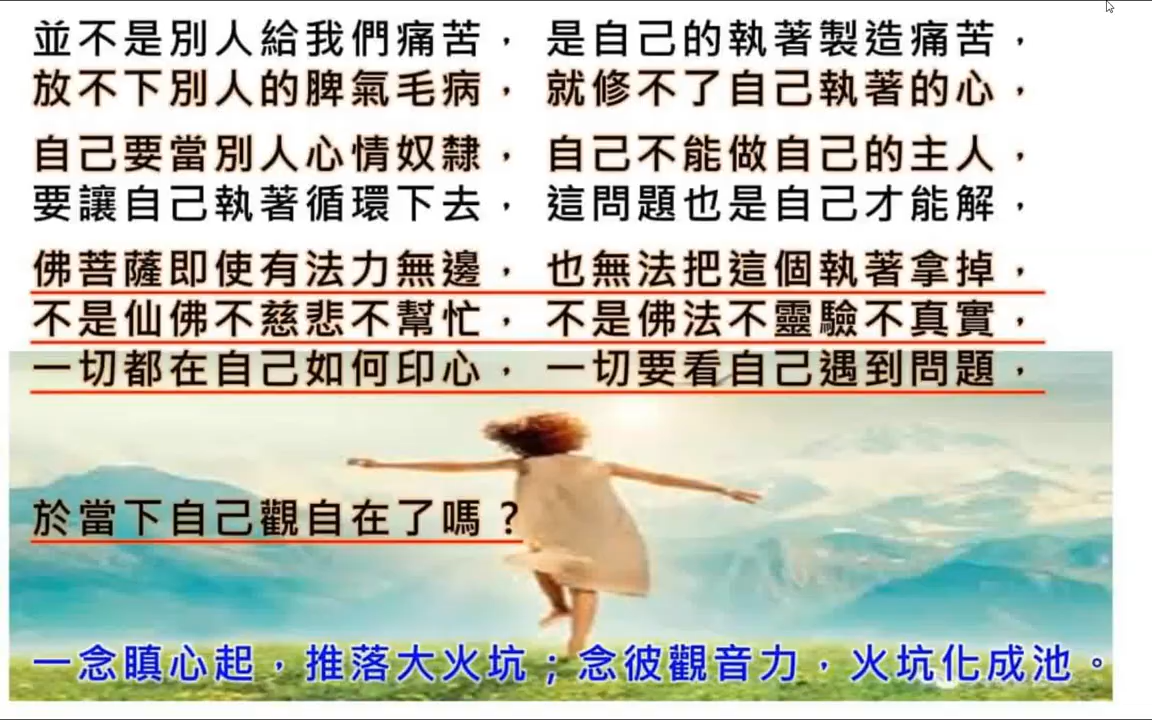 並不是別人給我們痛苦， 是自己的執著製造痛苦，
放不下別人的脾氣毛病， 就修不了自己執著的心，
自己要當別人心情奴隸， 自己不能做自己的主人，
要讓自己執著循環下去， 這問題也是自己才能解，
佛菩薩即使有法力無邊， 也無法把這個執著拿掉，
不是仙佛不慈悲不幫忙， 不是佛法不靈驗不真實，
一切都在自己如何印心， 一切要看自己遇到問題，
於當下自己觀自在了嗎？
一念瞋心起，推落大火坑；念彼觀音力，火坑化成池。